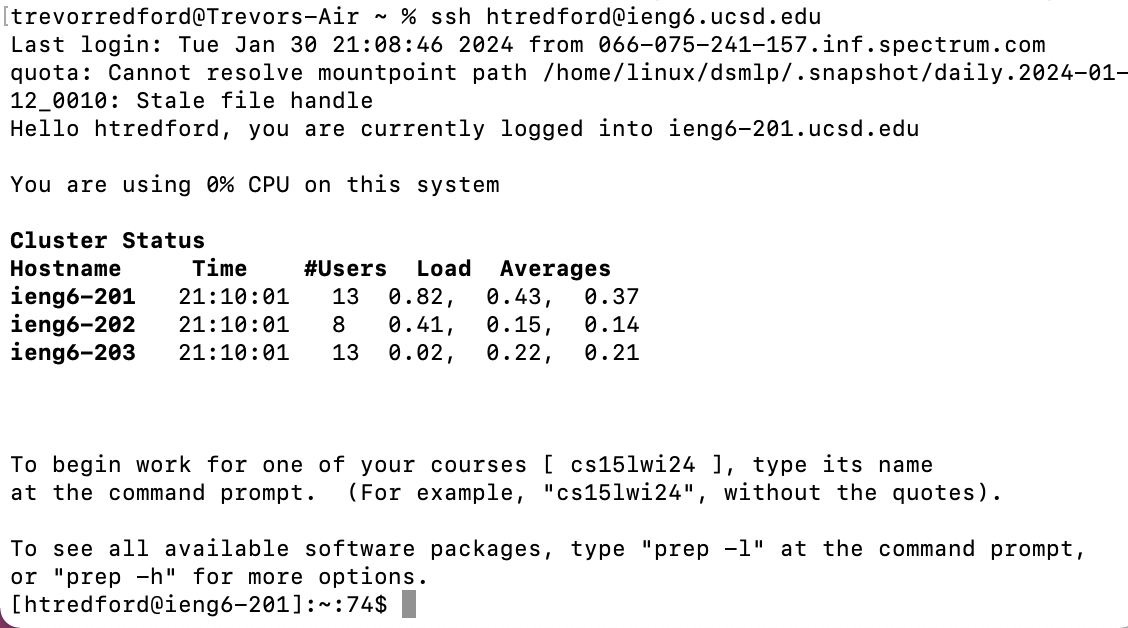 [trevorredford@Trevors-Air ~ % ssh htredford@ieng6.ucsd.edu
Last login: Tue Jan 30 21:08:46 2024 from 066-075-241-157.inf.spectrum.com
quota: Cannot resolve mountpoint path /home/linux/dsmlp/.snapshot/daily.2024-01-
12_0010: Stale file handle
Hello htredford, you are currently logged into ieng6-201.ucsd.edu
You are using 0% CPU on this system
Cluster Status
Hostname     Time    #Users  Load  Averages
ieng6-201   21:10:01   13  0.82,  0.43,  0.37
ieng6-202   21:10:01   8   0.41,  0.15,  0.14
ieng6-203   21:10:01   13  0.02,  0.22,  0.21
To begin work for one of your courses [ cs15lwi24 ], type its name
at the command prompt.  (For example, "cs15lwi24", without the quotes).
To see all available software packages, type "prep -l" at the command prompt,
or "prep -h" for more options.
[htredford@ieng6-201]:~:74$